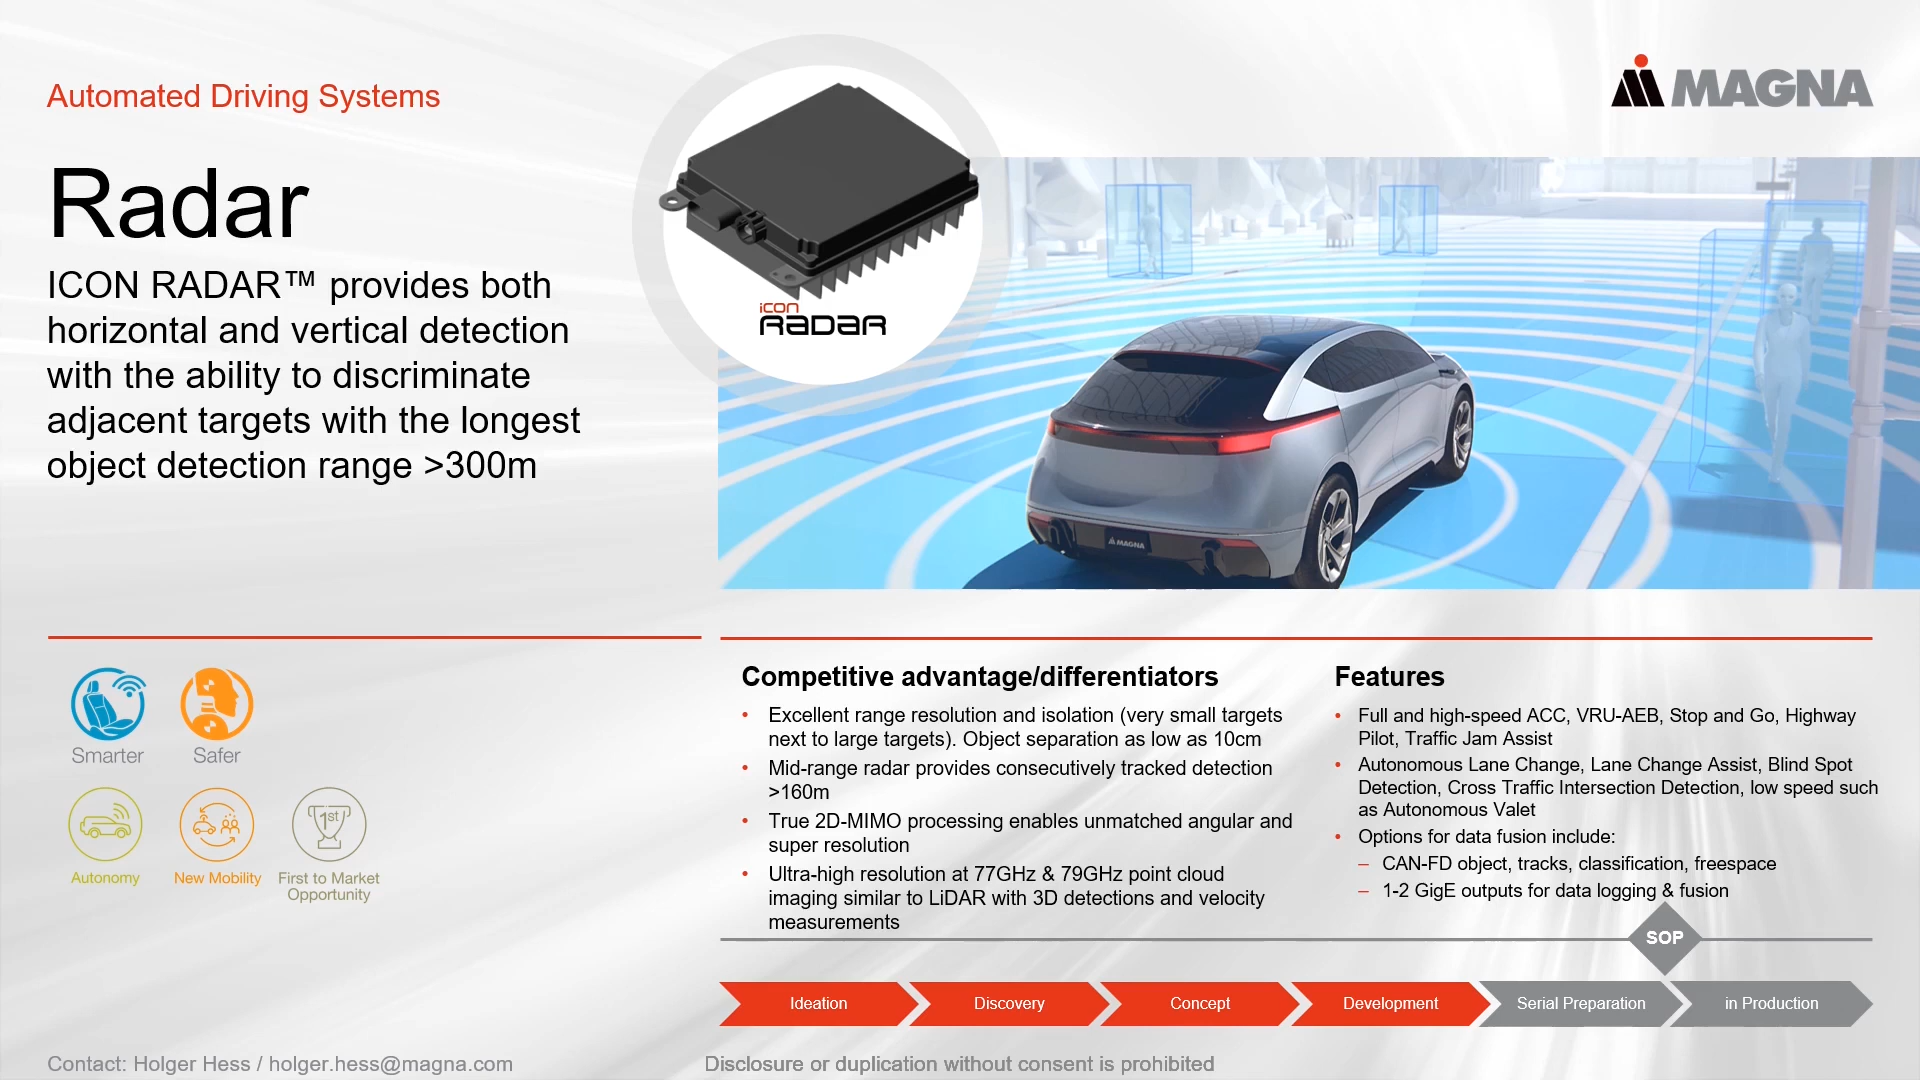 Automated Driving Systems
MAGNA
Radar
ICON RADAR™ provides both
horizontal and vertical detection
with the ability to discriminate
adjacent targets with the longest
object detection range >300m
icon
RADAR
MAGNA
Smarter
Safer
1st
Autonomy
New Mobility
First to Market
Opportunity
Competitive advantage/differentiators
• Excellent range resolution and isolation (very small targets
next to large targets). Object separation as low as 10cm
• Mid-range radar provides consecutively tracked detection
>160m
• True 2D-MIMO processing enables unmatched angular and
super resolution
• Ultra-high resolution at 77GHz & 79GHz point cloud
imaging similar to LiDAR with 3D detections and velocity
measurements
Features
• Full and high-speed ACC, VRU-AEB, Stop and Go, Highway
Pilot, Traffic Jam Assist
• Autonomous Lane Change, Lane Change Assist, Blind Spot
Detection, Cross Traffic Intersection Detection, low speed such
as Autonomous Valet
• Options for data fusion include:
– CAN-FD object, tracks, classification, freespace
– 1-2 GigE outputs for data logging & fusion
SOP
Ideation
Discovery
Concept
Development
Serial Preparation
in Production
Contact: Holger Hess / holger.hess@magna.com
Disclosure or duplication without consent is prohibited